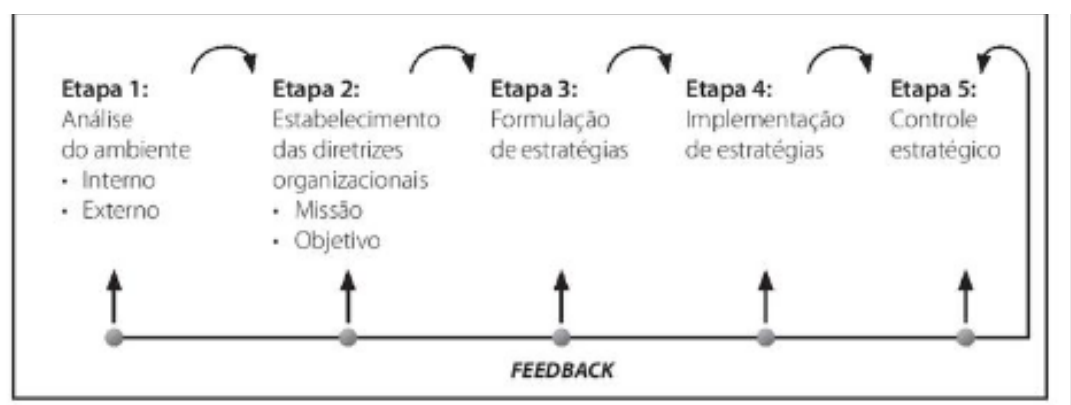 Etapa 1:
Análise
do ambiente
• Interno
• Externo
Etapa 2:
Estabelecimento
das diretrizes
organizacionais
• Missão
• Objetivo
Etapa 3:
Formulação
de estratégias
Etapa 4:
Implementação
de estratégias
Etapa 5:
Controle
estratégico
FEEDBACK